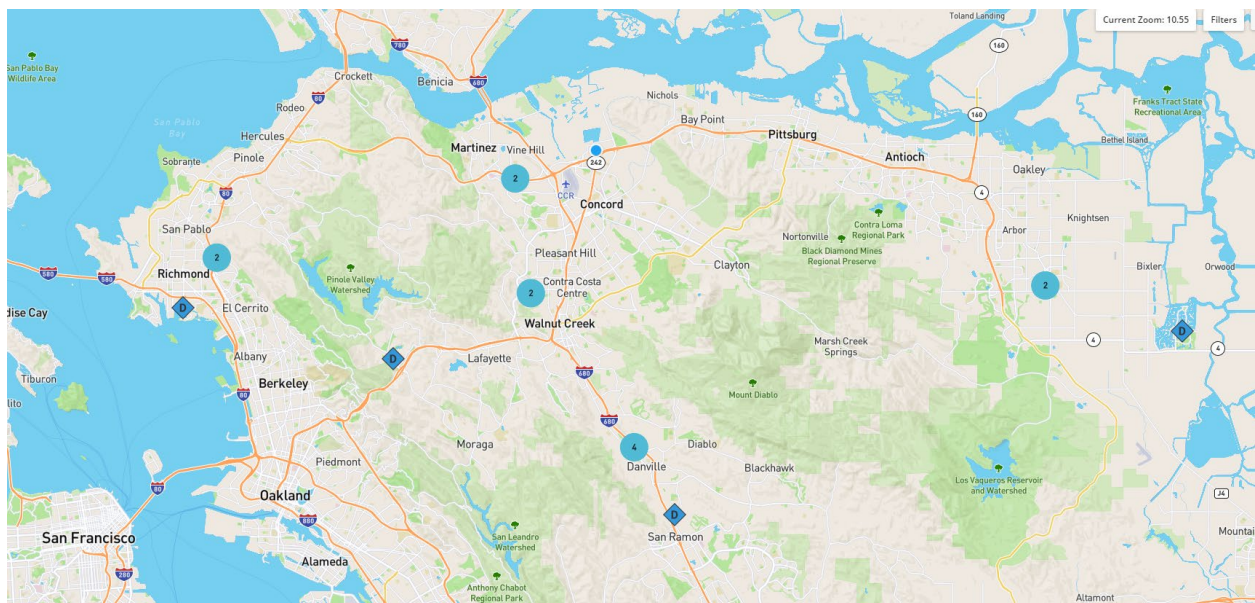 Current Zoom: 10.55
Filters
Toland Landing
160
780
San Pablo Bay
Wildlife Area
Crockett
Benicia
680
80
Nichols
Franks Tract State
Recreational Area
Rodeo
San Pablo
Bay
Bay Point
160
Hercules
Pittsburg
Bethel Island
Martinez
Vine Hill
Pinole
Sobrante
242
Antioch
Oakley
2
CCR
80
4
Concord
Knightsen
San Pablo
Contra Loma
Regional Park
Arbor
Nortonville
Black Diamond Mines
Regional Preserve
Pleasant Hill
2
Richmond
580
580
Pinole Valley
Watershed
Clayton
Bixler
Orwood
Contra Costa
Centre
2
2
D
El Cerrito
dise Cay
Walnut Creek
D
Marsh Creek
Springs
4
4
Albany
D
Lafayette
680
Tiburon
Berkeley
80
Mount Diablo
lito
680
Moraga
4
Diablo
Piedmont
Danville
Blackhawk
Los Vaqueros Reservoir
and Watershed
80
Oakland
J4
880
D
San Francisco
San Leandro
Watershed
San Ramon
Mountai
Alameda
280
Anthony Chabot
Regional Park
Altamont